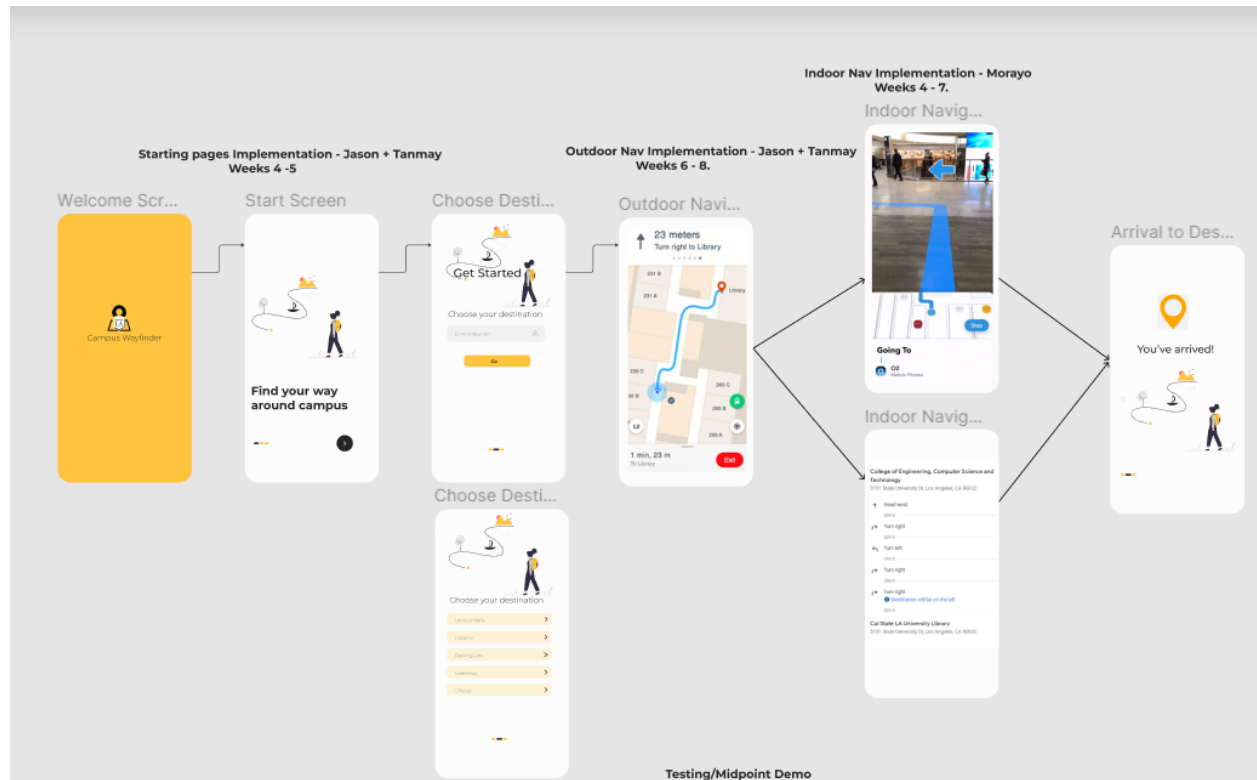 Indoor Nav Implementation - Morayo
Weeks 4 - 7.
Starting pages Implementation - Jason + Tanmay
Weeks 4 -5
Outdoor Nav Implementation - Jason + Tanmay
Weeks 6 - 8.
Welcome Scr...
Campus Wayfinder
Start Screen
Find your way
around campus
Choose Desti...
Get Started
Choose your destination
Go
Choose Desti...
Choose your destination
Outdoor Navi...
23 meters
Turn right to Library
231 B
231 A
Library
L2
1 min, 23 m
To Library
Exit
Indoor Navig...
Stop
Going To
O2
Mobile Phones
Indoor Navig...
College of Engineering, Computer Science and
Technology
5151 State University Dr, Los Angeles, CA 90032
Head west
Turn right
Turn left
Turn right
Turn right
Destination will be on the left
Cal State LA University Library
5151 State University Dr, Los Angeles, CA 90032
Arrival to Des...
You've arrived!
Testing/Midpoint Demo